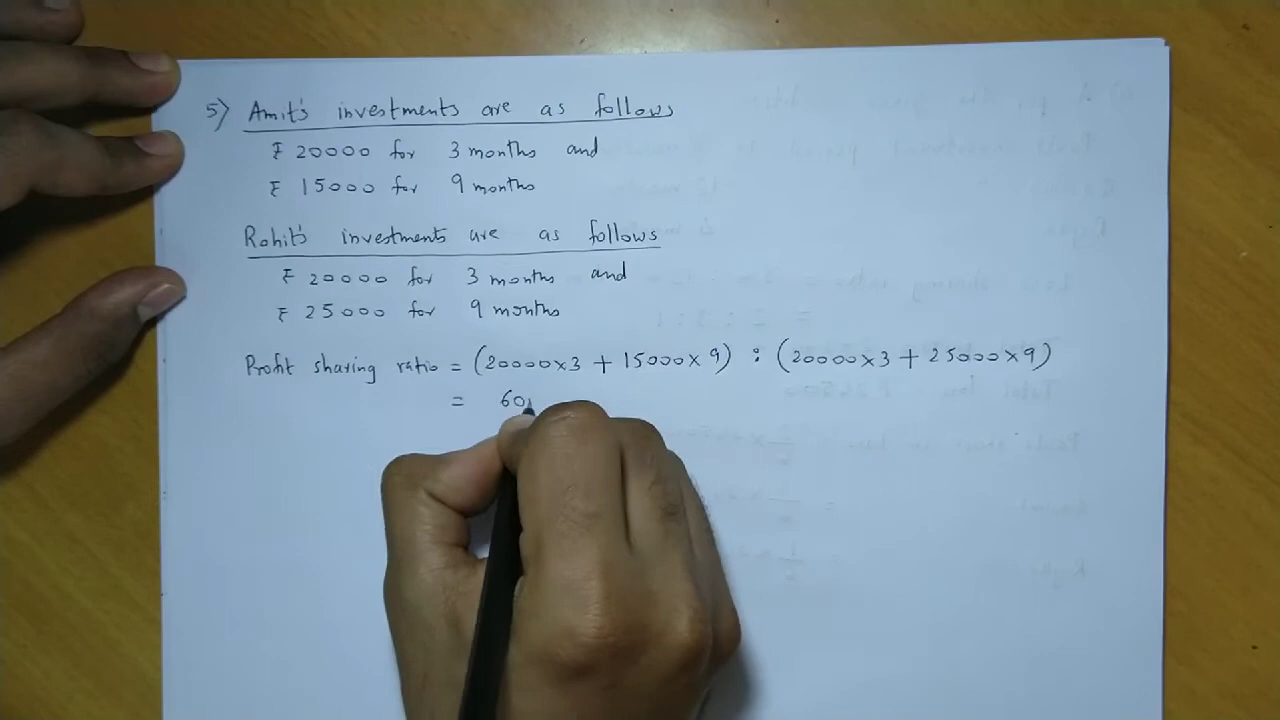 5) Amit's investments are as follows
₹ 20000 for 3 months and
₹ 15000 for 9 months
Rohit's investments are as follows
₹ 20000 for 3 months and
₹ 25000 for 9 months
Profit sharing ratio = (20000×3 + 15000×9) : (20000×3 + 25000×9)
= 60